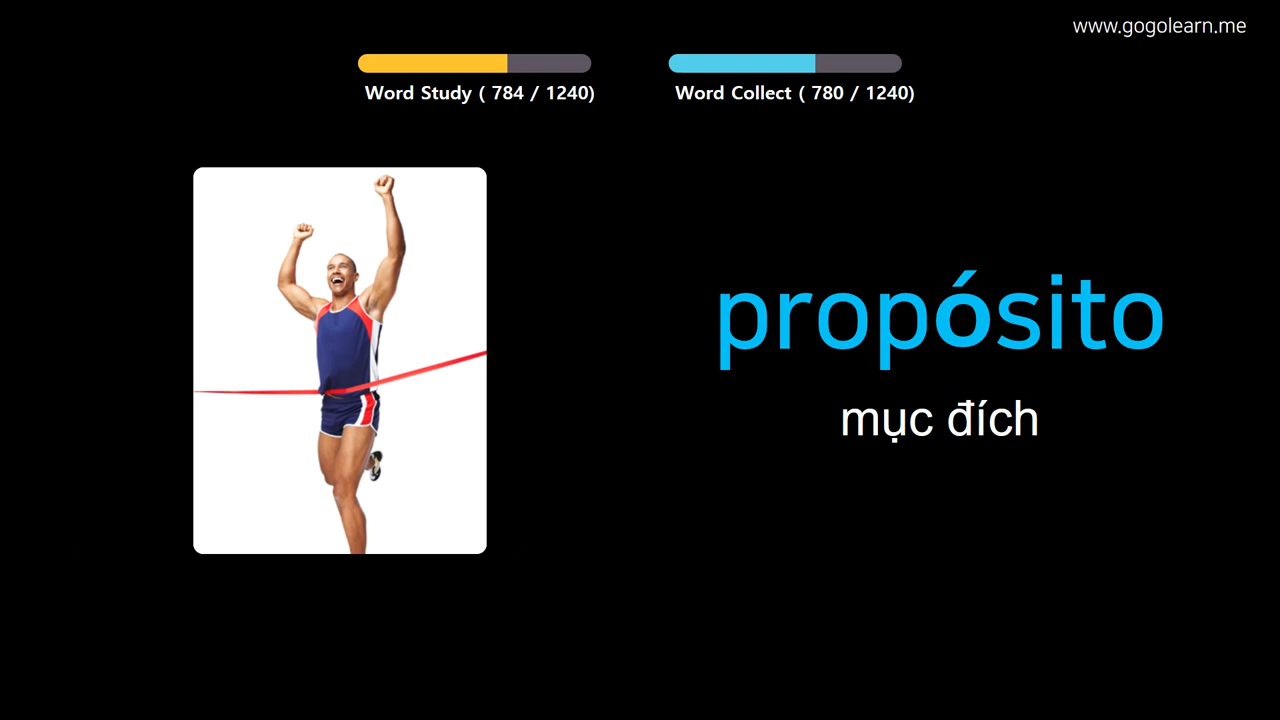 www.gogolearn.me
Word Study ( 784 / 1240)
Word Collect ( 780 / 1240)
propósito
mục đích